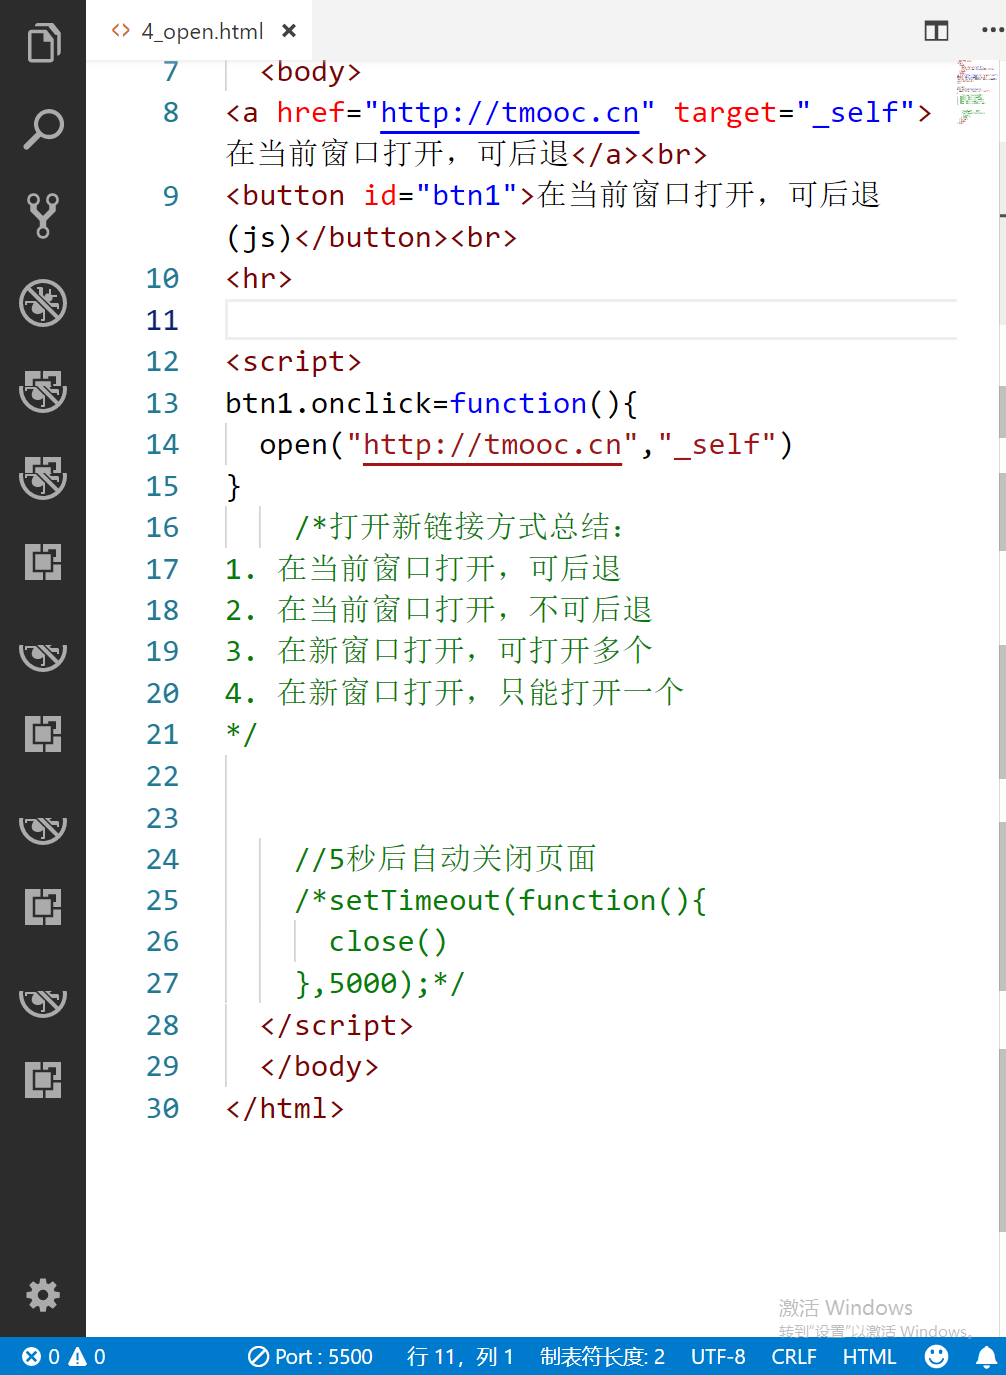 4_open.html
7 <body>
8 <a href="http://tmooc.cn" target="_self">
在当前窗口打开，可后退</a><br>
9 <button id="btn1">在当前窗口打开，可后退
(js)</button><br>
10 <hr>
11
12 <script>
13 btn1.onclick=function(){
14 open("http://tmooc.cn","_self")
15 }
16 /*打开新链接方式总结：
17 1. 在当前窗口打开，可后退
18 2. 在当前窗口打开，不可后退
19 3. 在新窗口打开，可打开多个
20 4. 在新窗口打开，只能打开一个
21 */
22
23
24 //5秒后自动关闭页面
25 /*setTimeout(function(){
26 close()
27 },5000);*/
28 </script>
29 </body>
30 </html>
激活 Windows
转到“设置”以激活 Windows。
0 0 Port : 5500 行 11，列 1 制表符长度: 2 UTF-8 CRLF HTML